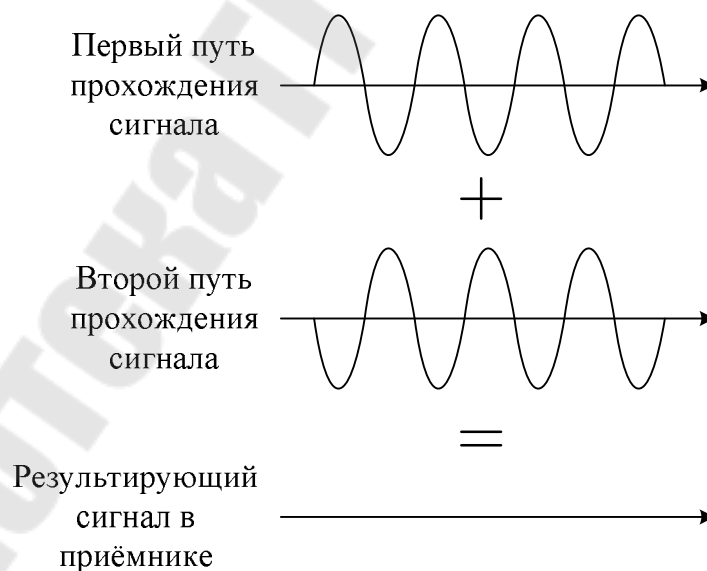 Первый путь
прохождения
сигнала
+
Второй путь
прохождения
сигнала
=
Результирующий
сигнал в
приёмнике